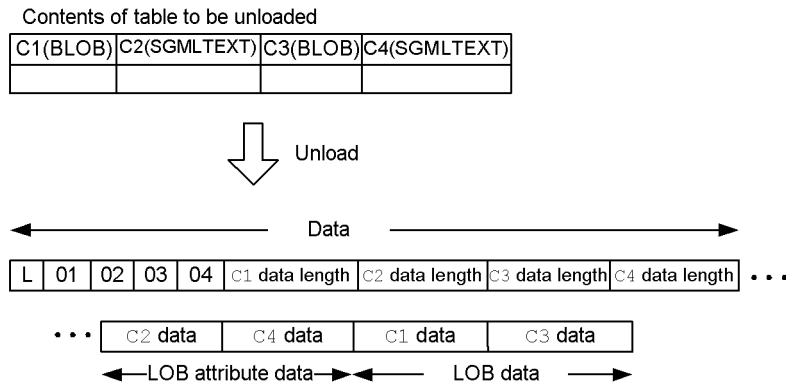 Contents of table to be unloaded
C1(BLOB) C2(SGMLTEXT) C3(BLOB) C4(SGMLTEXT)
Unload
Data
L 01 02 03 04 C1 data length C2 data length C3 data length C4 data length ...
... C2 data C4 data C1 data C3 data
LOB attribute data LOB data